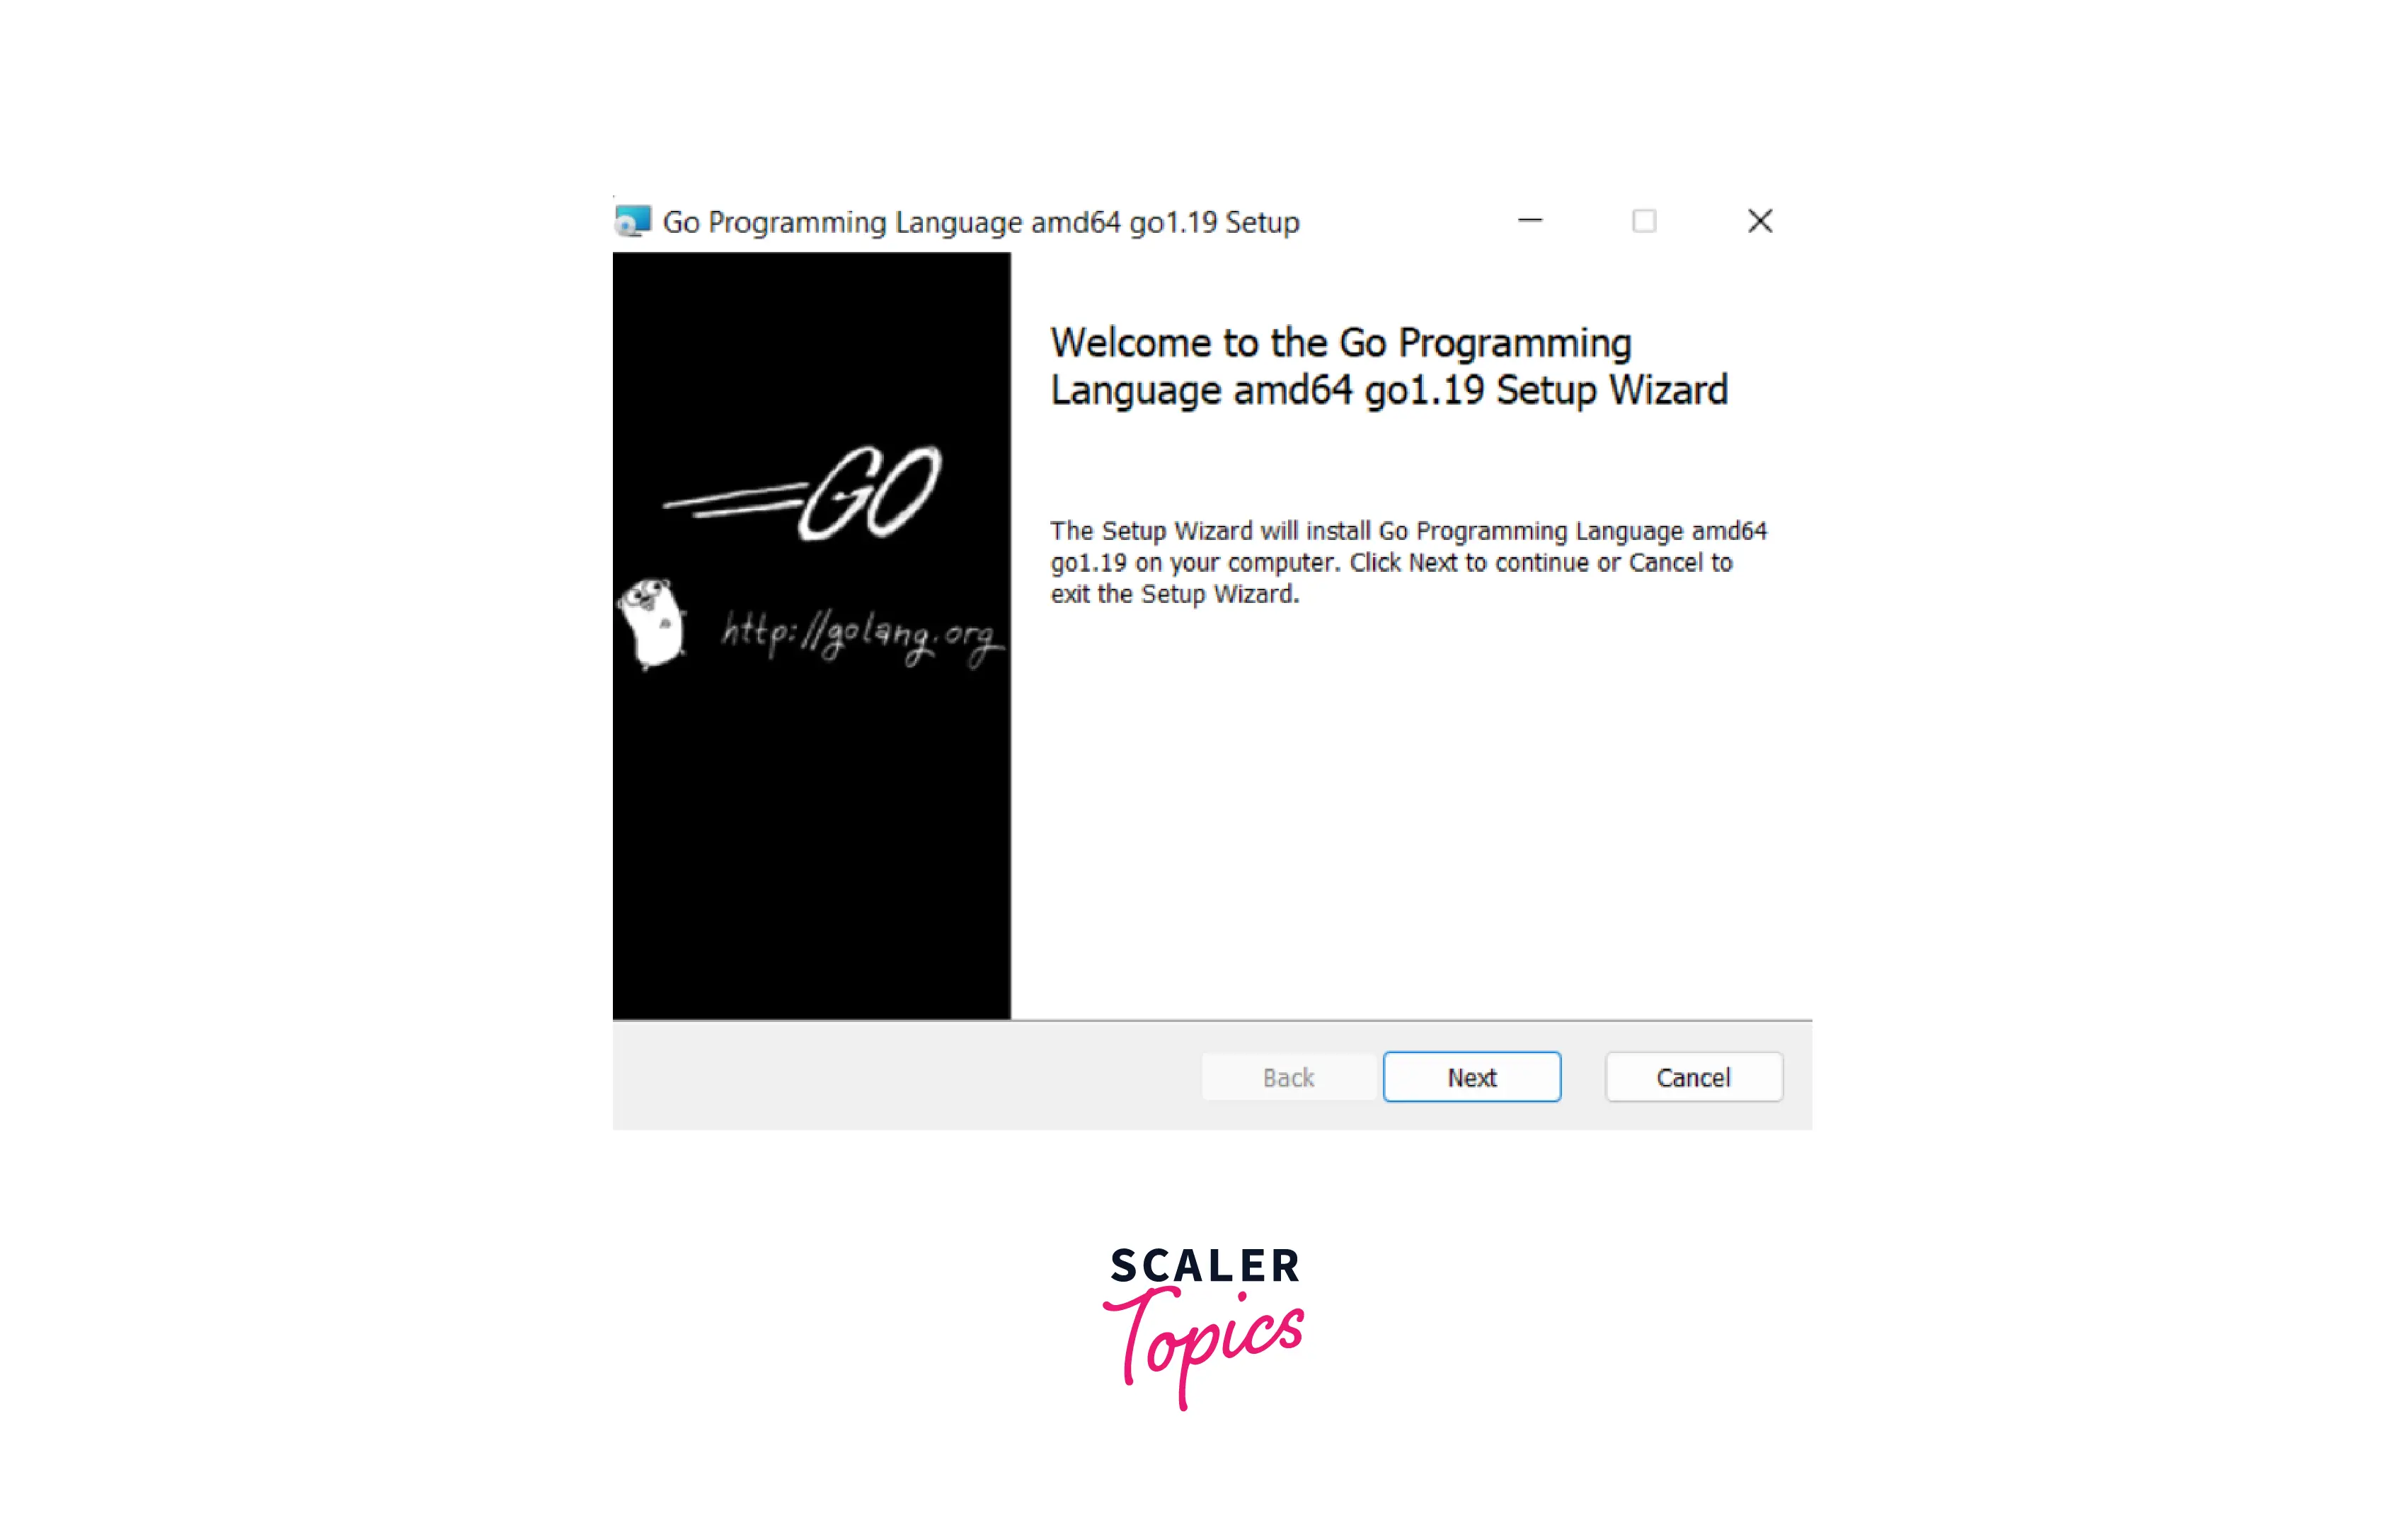 Go Programming Language amd64 go1.19 Setup
GO
http://golang.org
Welcome to the Go Programming
Language amd64 go1.19 Setup Wizard
The Setup Wizard will install Go Programming Language amd64
go1.19 on your computer. Click Next to continue or Cancel to
exit the Setup Wizard.
Back
Next
Cancel
SCALER
Topics